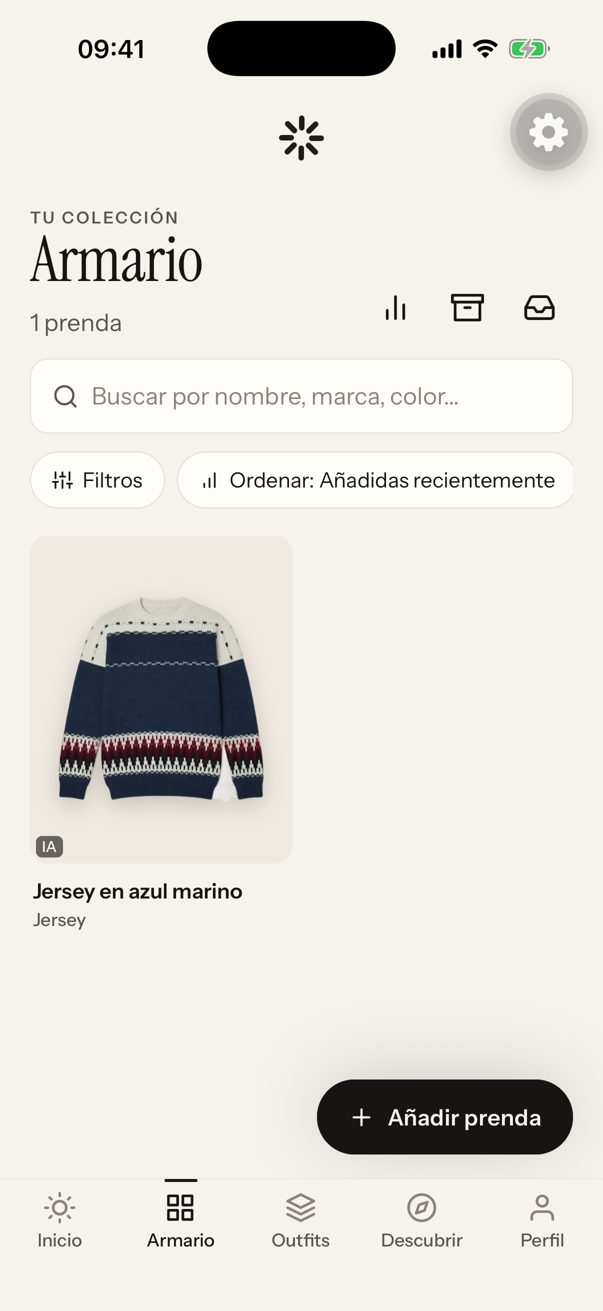 09:41
TU COLECCIÓN
Armario
1 prenda
Buscar por nombre, marca, color...
Filtros
Ordenar: Añadidas recientemente
IA
Jersey en azul marino
Jersey
Añadir prenda
Inicio
Armario
Outfits
Descubrir
Perfil